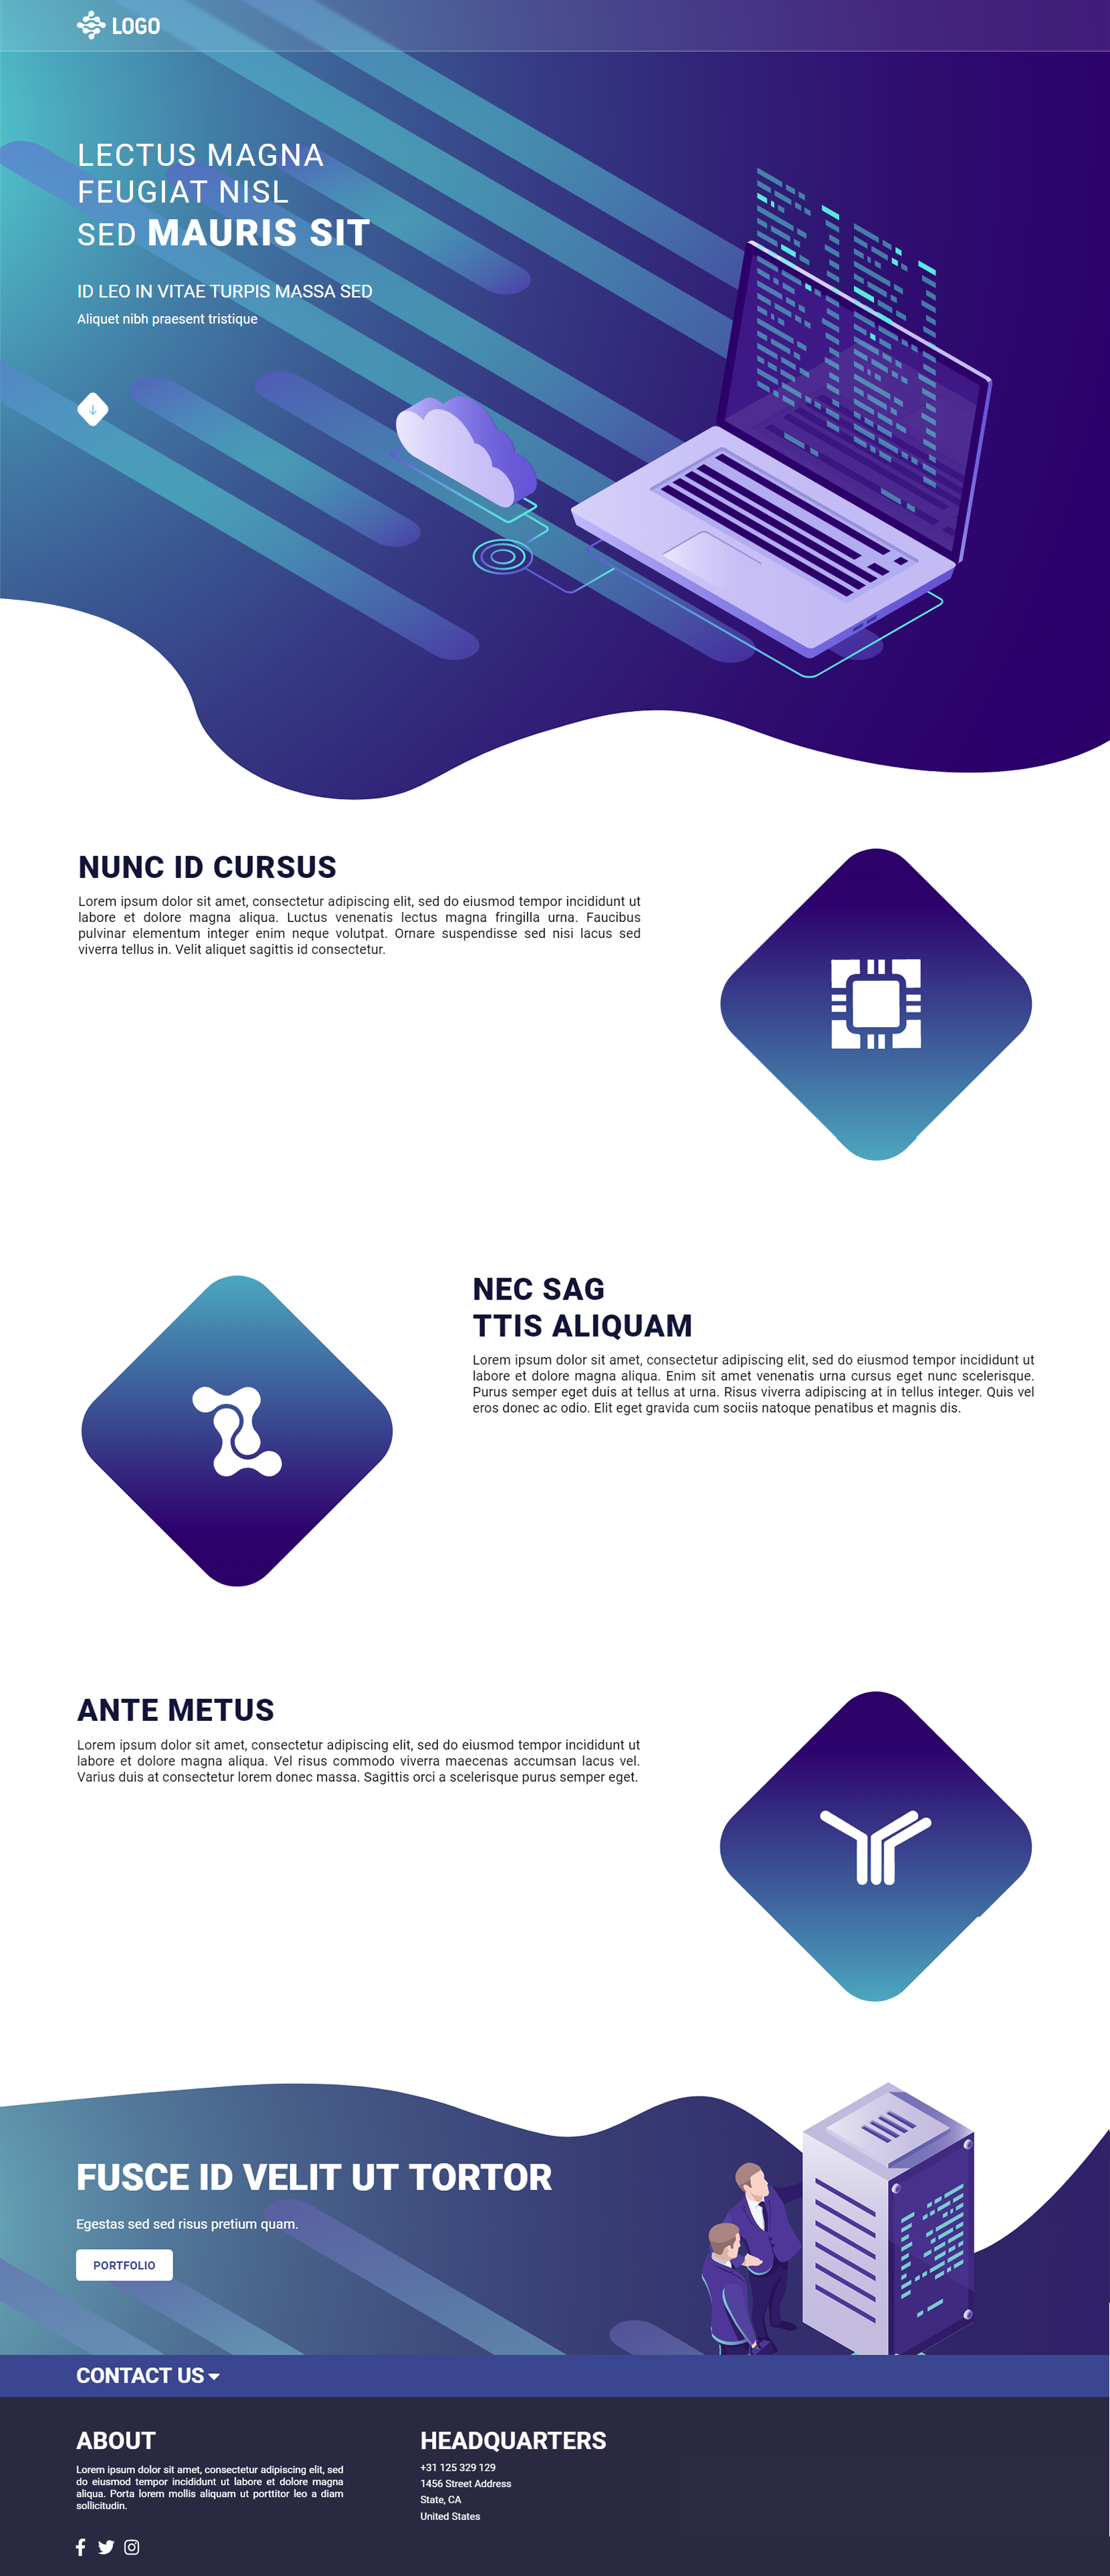 LOGO
LECTUS MAGNA
FEUGIAT NISL
SED MAURIS SIT
ID LEO IN VITAE TURPIS MASSA SED
Aliquet nibh praesent tristique
NUNC ID CURSUS
Lorem ipsum dolor sit amet, consectetur adipiscing elit, sed do eiusmod tempor incididunt ut
labore et dolore magna aliqua. Luctus venenatis lectus magna fringilla urna. Faucibus
pulvinar elementum integer enim neque volutpat. Ornare suspendisse sed nisi lacus sed
viverra tellus in. Velit aliquet sagittis id consectetur.
NEC SAG
TTIS ALIQUAM
Lorem ipsum dolor sit amet, consectetur adipiscing elit, sed do eiusmod tempor incididunt ut
labore et dolore magna aliqua. Enim sit amet venenatis urna cursus eget nunc scelerisque.
Purus semper eget duis at tellus at urna. Risus viverra adipiscing at in tellus integer. Quis vel
eros donec ac odio. Elit eget gravida cum sociis natoque penatibus et magnis dis.
ANTE METUS
Lorem ipsum dolor sit amet, consectetur adipiscing elit, sed do eiusmod tempor incididunt ut
labore et dolore magna aliqua. Vel risus commodo viverra maecenas accumsan lacus vel.
Varius duis at consectetur lorem donec massa. Sagittis orci a scelerisque purus semper eget.
FUSCE ID VELIT UT TORTOR
Egestas sed sed risus pretium quam.
PORTFOLIO
CONTACT US
ABOUT
Lorem ipsum dolor sit amet, consectetur adipiscing elit, sed
do eiusmod tempor incididunt ut labore et dolore magna
aliqua. Porta lorem mollis aliquam ut porttitor leo a diam
sollicitudin.
HEADQUARTERS
+31 125 329 129
1456 Street Address
State, CA
United States